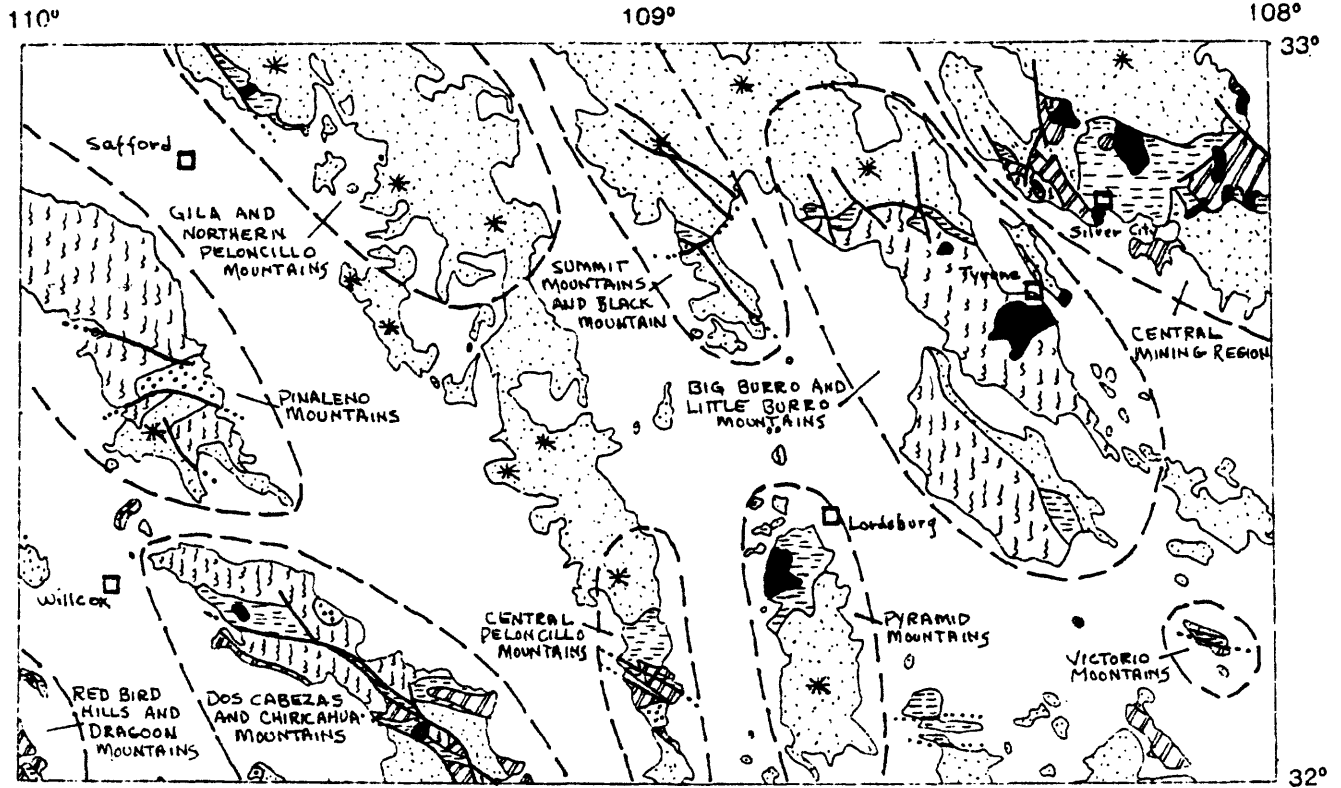 110°
109°
108°
33°
Safford
GILA AND
NORTHERN
PELONCILLO
MOUNTAINS
SUMMIT
MOUNTAINS
AND BLACK
MOUNTAIN
Silver City
Tyrone
CENTRAL
MINING REGION
PINALENO
MOUNTAINS
BIG BURRO AND
LITTLE BURRO
MOUNTAINS
Lordsburg
Willcox
CENTRAL
PELONCILLO
MOUNTAINS
PYRAMID
MOUNTAINS
VICTORIO
MOONTAINS
RED BIRD
HILLS AND
DRAGOON
MOUNTAINS
DOS CABEZAS
AND CHIRICAHUA
MOUNTAINS
32°